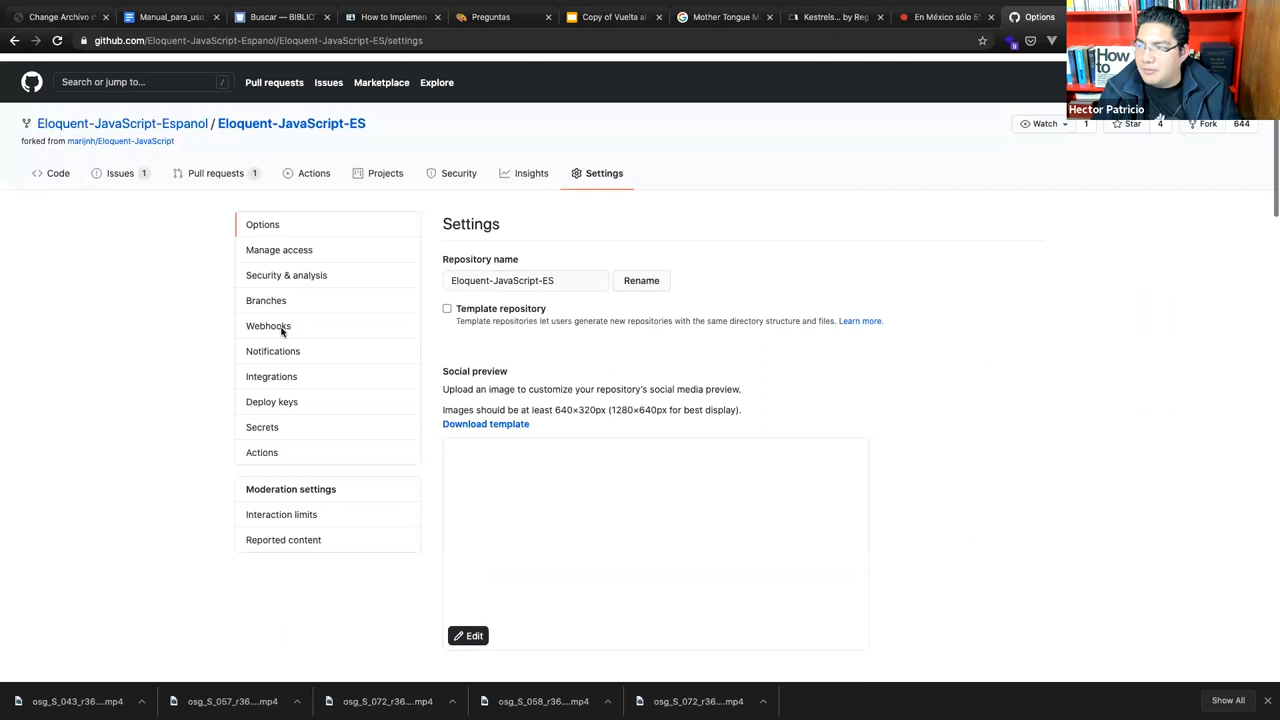 Change Archivo d
Manual_para_uso_
Buscar — BIBLIOT
How to Implemen
Preguntas
Copy of Vuelta al
Mother Tongue M
Kestrels... by Reg
En México sólo 5°
Options
github.com/Eloquent-JavaScript-Espanol/Eloquent-JavaScript-ES/settings
9
How to
Hector Patricio
Search or jump to...
/
Pull requests
Issues
Marketplace
Explore
Eloquent-JavaScript-Espanol / Eloquent-JavaScript-ES
forked from marijnh/Eloquent-JavaScript
Watch
1
Star
4
Fork
644
Code
Issues 1
Pull requests 1
Actions
Projects
Security
Insights
Settings
Options
Manage access
Security & analysis
Branches
Webhooks
Notifications
Integrations
Deploy keys
Secrets
Actions
Moderation settings
Interaction limits
Reported content
Settings
Repository name
Eloquent-JavaScript-ES
Rename
Template repository
Template repositories let users generate new repositories with the same directory structure and files. Learn more.
Social preview
Upload an image to customize your repository's social media preview.
Images should be at least 640×320px (1280×640px for best display).
Download template
Edit
osg_S_043_r36....mp4
osg_S_057_r36....mp4
osg_S_072_r36....mp4
osg_S_058_r36....mp4
osg_S_072_r36....mp4
Show All